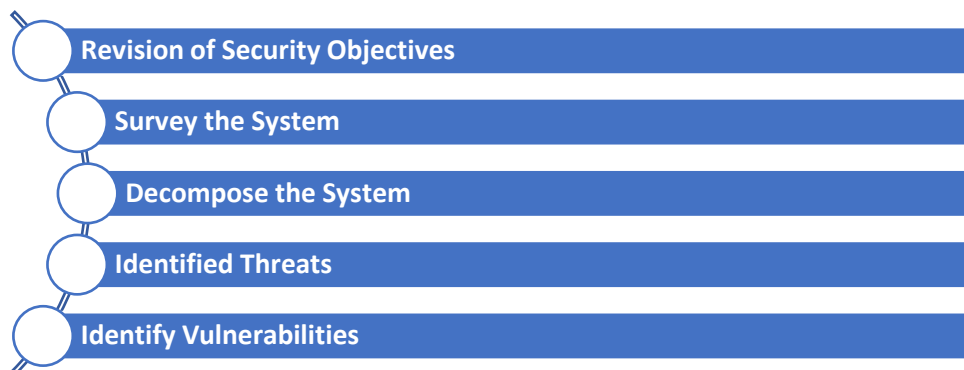 Revision of Security Objectives
Survey the System
Decompose the System
Identified Threats
Identify Vulnerabilities